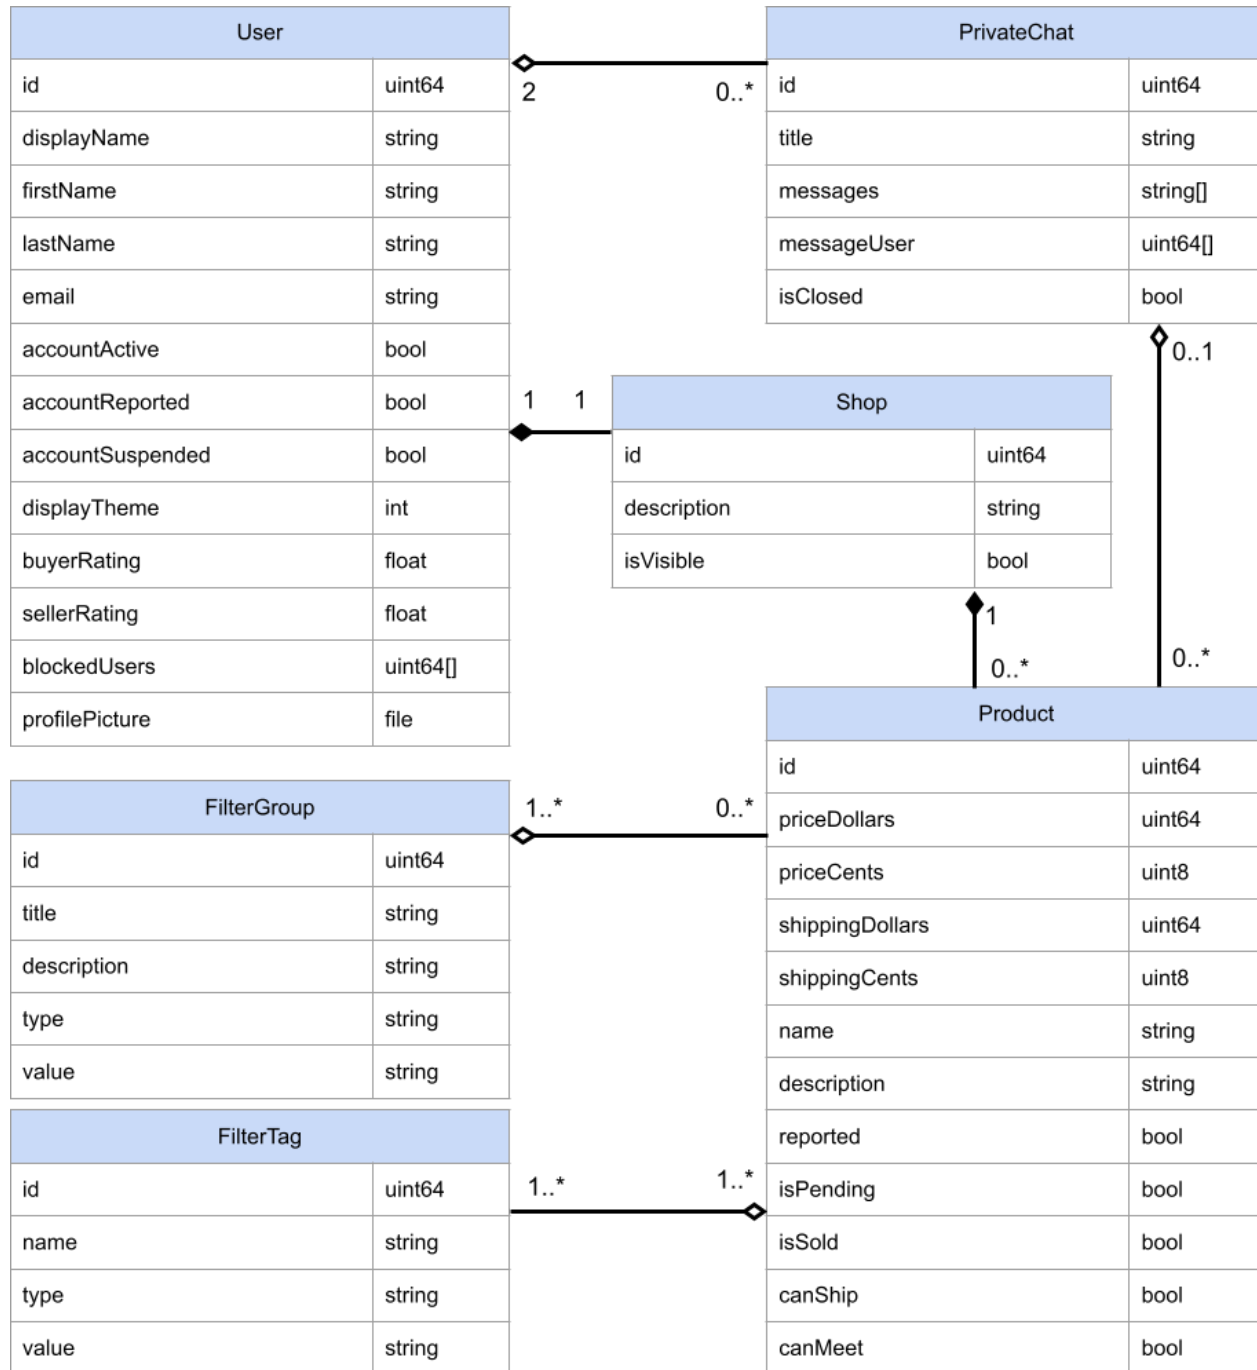 User
id uint64
displayName string
firstName string
lastName string
email string
accountActive bool
accountReported bool
accountSuspended bool
displayTheme int
buyerRating float
sellerRating float
blockedUsers uint64[]
profilePicture file
2 0..*
PrivateChat
id uint64
title string
messages string[]
messageUser uint64[]
isClosed bool
0..1
0..*
1 1
Shop
id uint64
description string
isVisible bool
1
0..*
FilterGroup
id uint64
title string
description string
type string
value string
1..* 0..*
FilterTag
id uint64
name string
type string
value string
1..* 1..*
Product
id uint64
priceDollars uint64
priceCents uint8
shippingDollars uint64
shippingCents uint8
name string
description string
reported bool
isPending bool
isSold bool
canShip bool
canMeet bool